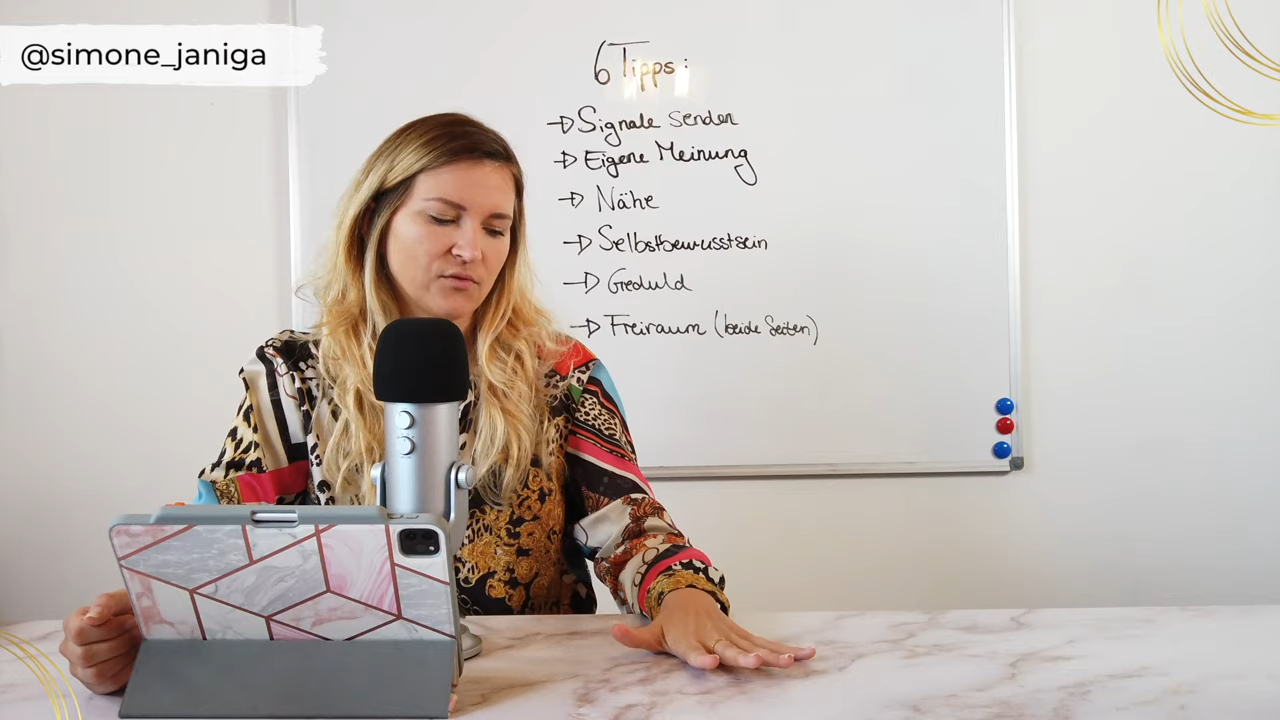 @simone_janiga
6 Tipps:
Signale senden
Eigene Meinung
Nähe
Selbstbewusstsein
Geduld
Freiraum (beide Seiten)